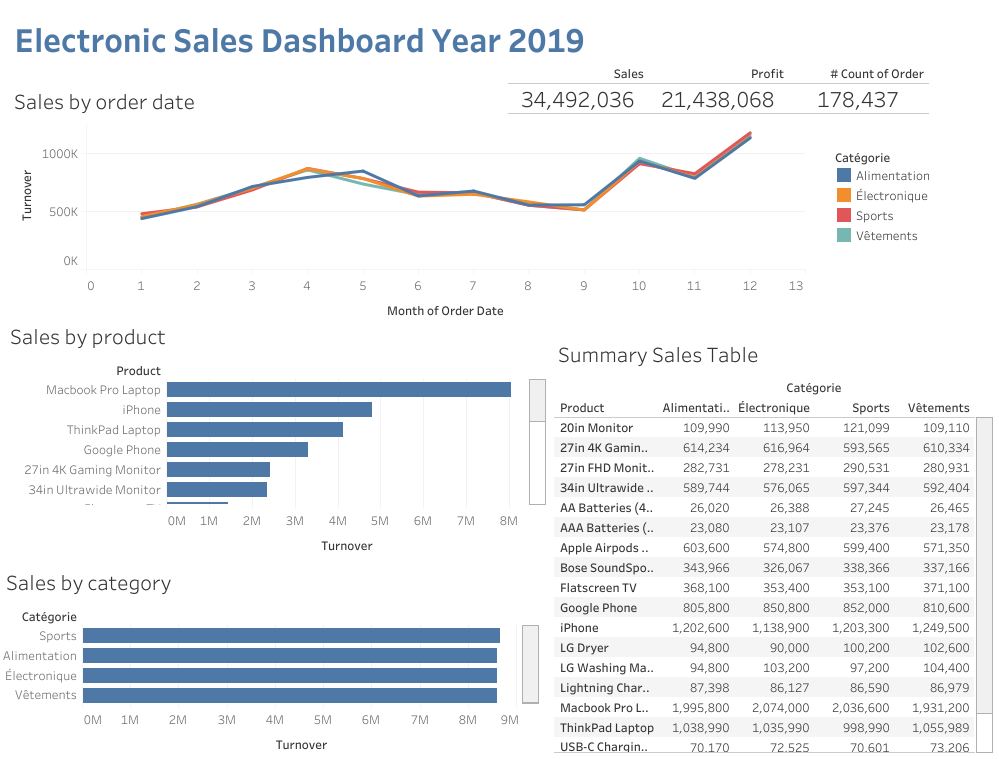 Electronic Sales Dashboard Year 2019
Sales Profit # Count of Order
34,492,036 21,438,068 178,437
Sales by order date
Turnover
1000K
500K
0K
0 1 2 3 4 5 6 7 8 9 10 11 12 13
Month of Order Date
Catégorie
Alimentation
Électronique
Sports
Vêtements
Sales by product
Product
Macbook Pro Laptop
iPhone
ThinkPad Laptop
Google Phone
27in 4K Gaming Monitor
34in Ultrawide Monitor
0M 1M 2M 3M 4M 5M 6M 7M 8M
Turnover
Sales by category
Catégorie
Sports
Alimentation
Électronique
Vêtements
0M 1M 2M 3M 4M 5M 6M 7M 8M 9M
Turnover
Summary Sales Table
Catégorie
Product Alimentati.. Électronique Sports Vêtements
20in Monitor 109,990 113,950 121,099 109,110
27in 4K Gamin.. 614,234 616,964 593,565 610,334
27in FHD Monit.. 282,731 278,231 290,531 280,931
34in Ultrawide .. 589,744 576,065 597,344 592,404
AA Batteries (4.. 26,020 26,388 27,245 26,465
AAA Batteries (.. 23,080 23,107 23,376 23,178
Apple Airpods .. 603,600 574,800 599,400 571,350
Bose SoundSpo.. 343,966 326,067 338,366 337,166
Flatscreen TV 368,100 353,400 353,100 371,100
Google Phone 805,800 850,800 852,000 810,600
iPhone 1,202,600 1,138,900 1,203,300 1,249,500
LG Dryer 94,800 90,000 100,200 102,600
LG Washing Ma.. 94,800 103,200 97,200 104,400
Lightning Char.. 87,398 86,127 86,590 86,979
Macbook Pro L.. 1,995,800 2,074,000 2,036,600 1,931,200
ThinkPad Laptop 1,038,990 1,035,990 998,990 1,055,989
USB-C Chargin.. 70,170 72,525 70,601 73,206